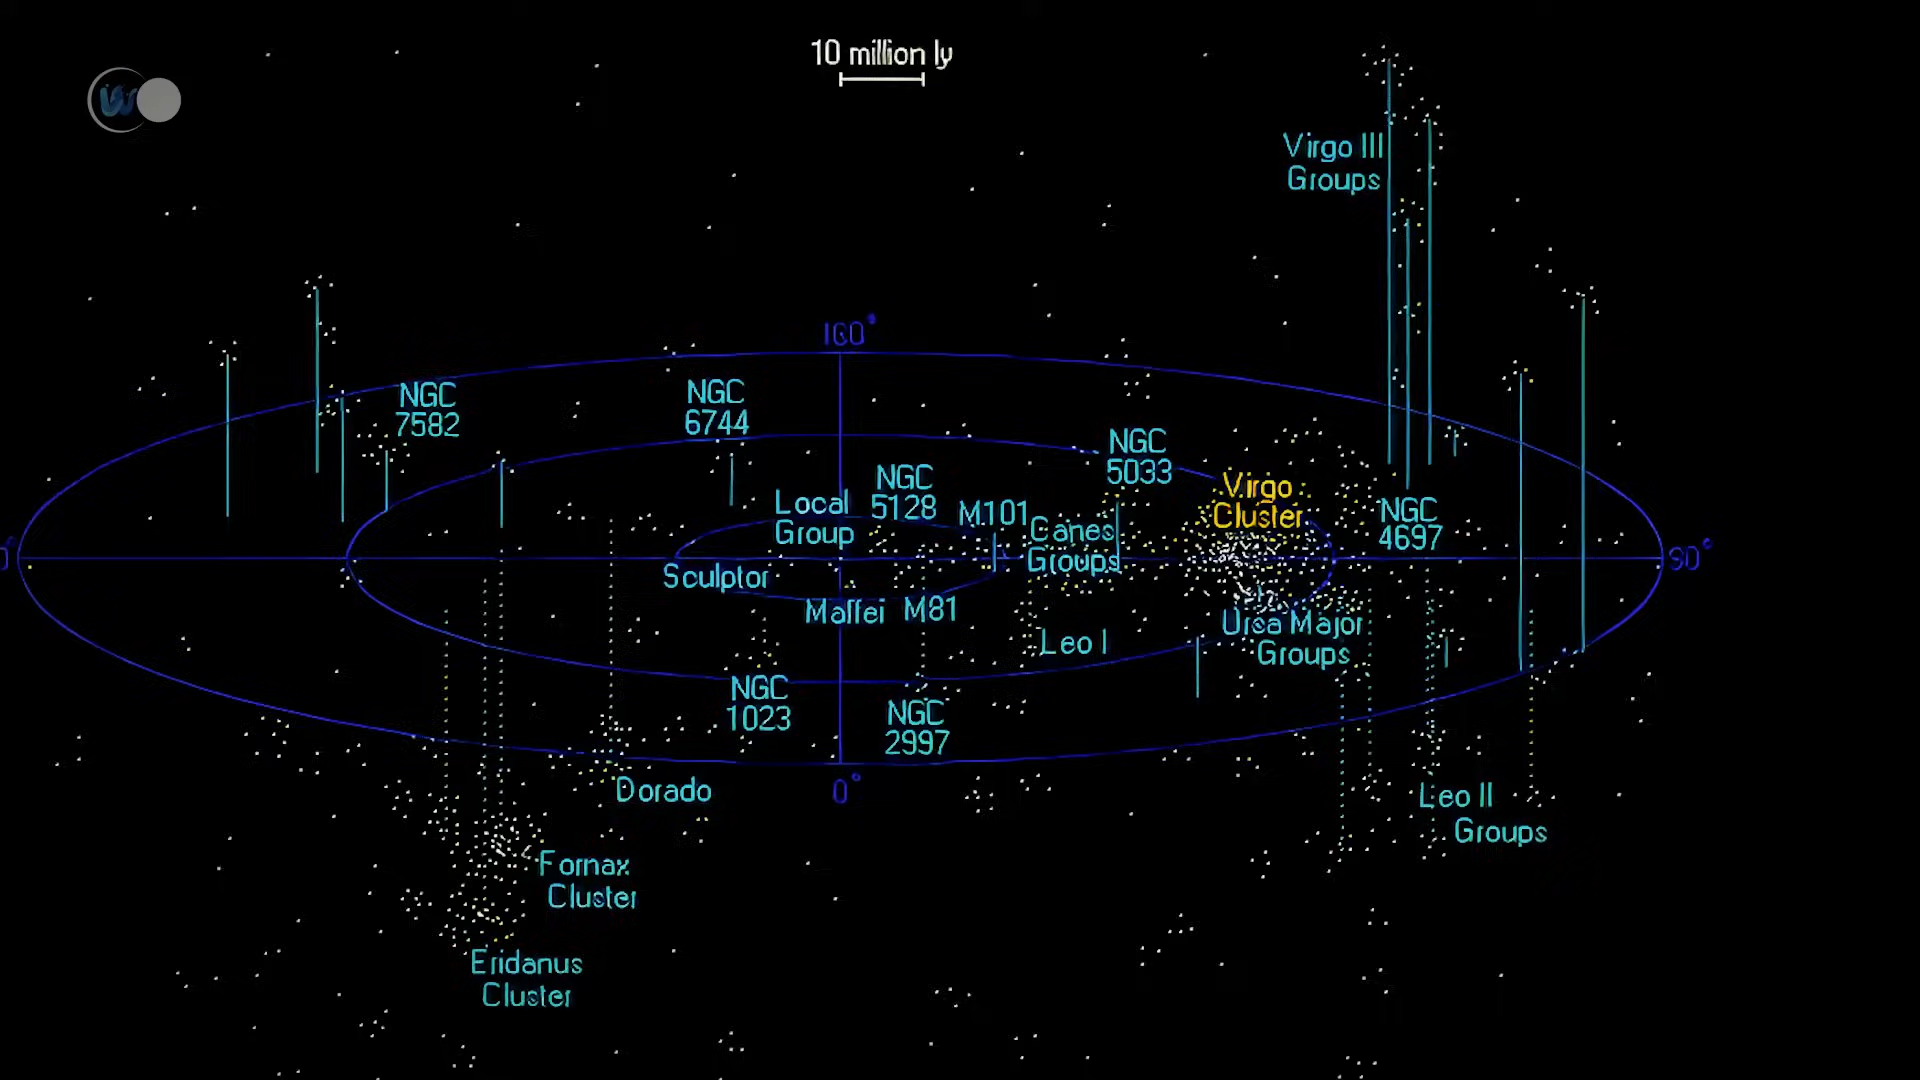 10 million ly
Virgo III
Groups
160°
NGC
7582
NGC
6744
NGC
5033
NGC
5128
Local
Group
M101
Canes
Groups
Virgo
Cluster
NGC
4697
90°
Sculptor
Maffei
M81
Ursa Major
Groups
Leo I
NGC
1023
NGC
2997
0°
Dorado
Leo II
Groups
Fornax
Cluster
Eridanus
Cluster